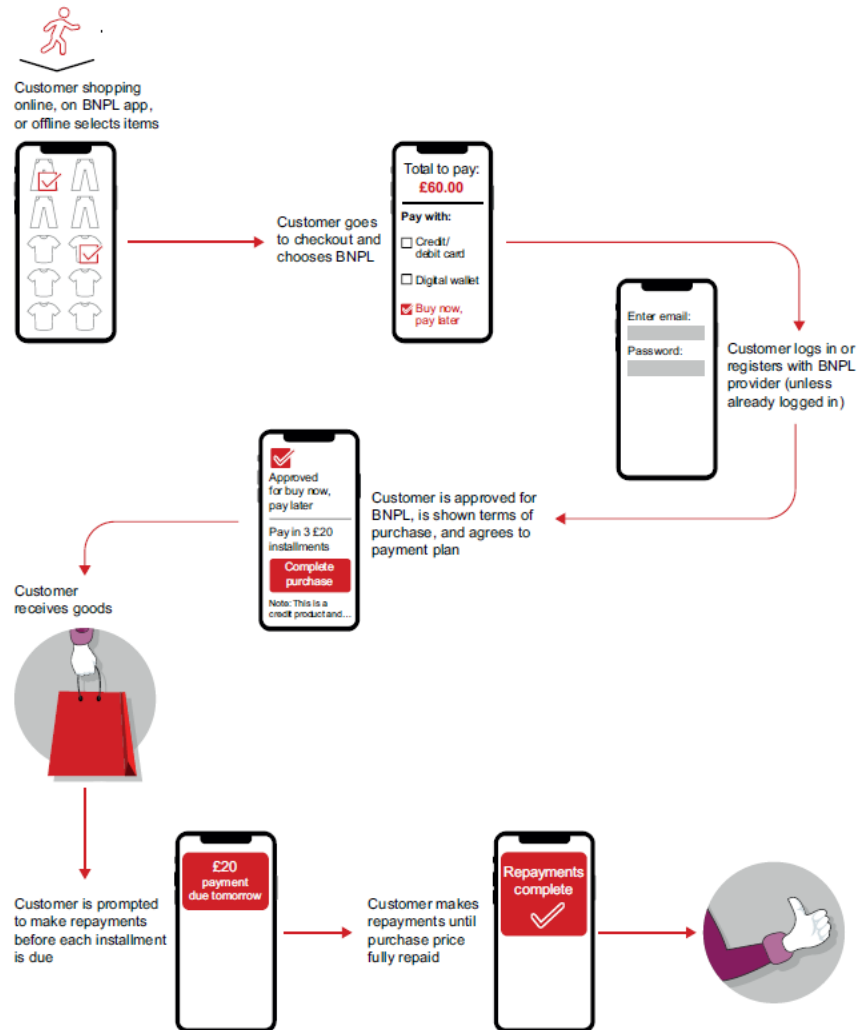 Customer shopping
online, on BNPL app,
or offline selects items
Customer goes
to checkout and
chooses BNPL
Total to pay:
£60.00
Pay with:
Credit/
debit card
Digital wallet
Buy now,
pay later
Enter email:
Password:
Customer logs in or
registers with BNPL
provider (unless
already logged in)
Approved
for buy now,
pay later
Pay in 3 £20
installments
Complete
purchase
Note: This is a
credit product and...
Customer is approved for
BNPL, is shown terms of
purchase, and agrees to
payment plan
Customer
receives goods
Customer is prompted
to make repayments
before each installment
is due
£20
payment
due tomorrow
Customer makes
repayments until
purchase price
fully repaid
Repayments
complete